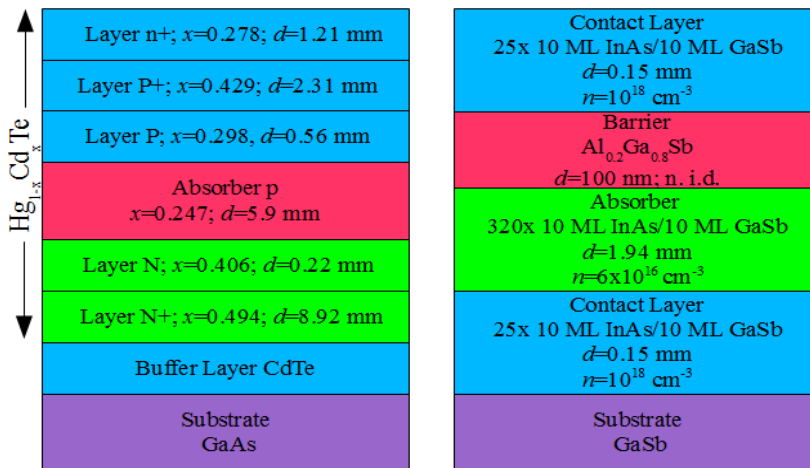 Hg1-xCdxTe
Layer n+; x=0.278; d=1.21 mm
Layer P+; x=0.429; d=2.31 mm
Layer P; x=0.298, d=0.56 mm
Absorber p
x=0.247; d=5.9 mm
Layer N; x=0.406; d=0.22 mm
Layer N+; x=0.494; d=8.92 mm
Buffer Layer CdTe
Substrate
GaAs
Contact Layer
25x 10 ML InAs/10 ML GaSb
d=0.15 mm
n=10^18 cm^-3
Barrier
Al0.2Ga0.8Sb
d=100 nm; n. i.d.
Absorber
320x 10 ML InAs/10 ML GaSb
d=1.94 mm
n=6x10^16 cm^-3
Contact Layer
25x 10 ML InAs/10 ML GaSb
d=0.15 mm
n=10^18 cm^-3
Substrate
GaSb